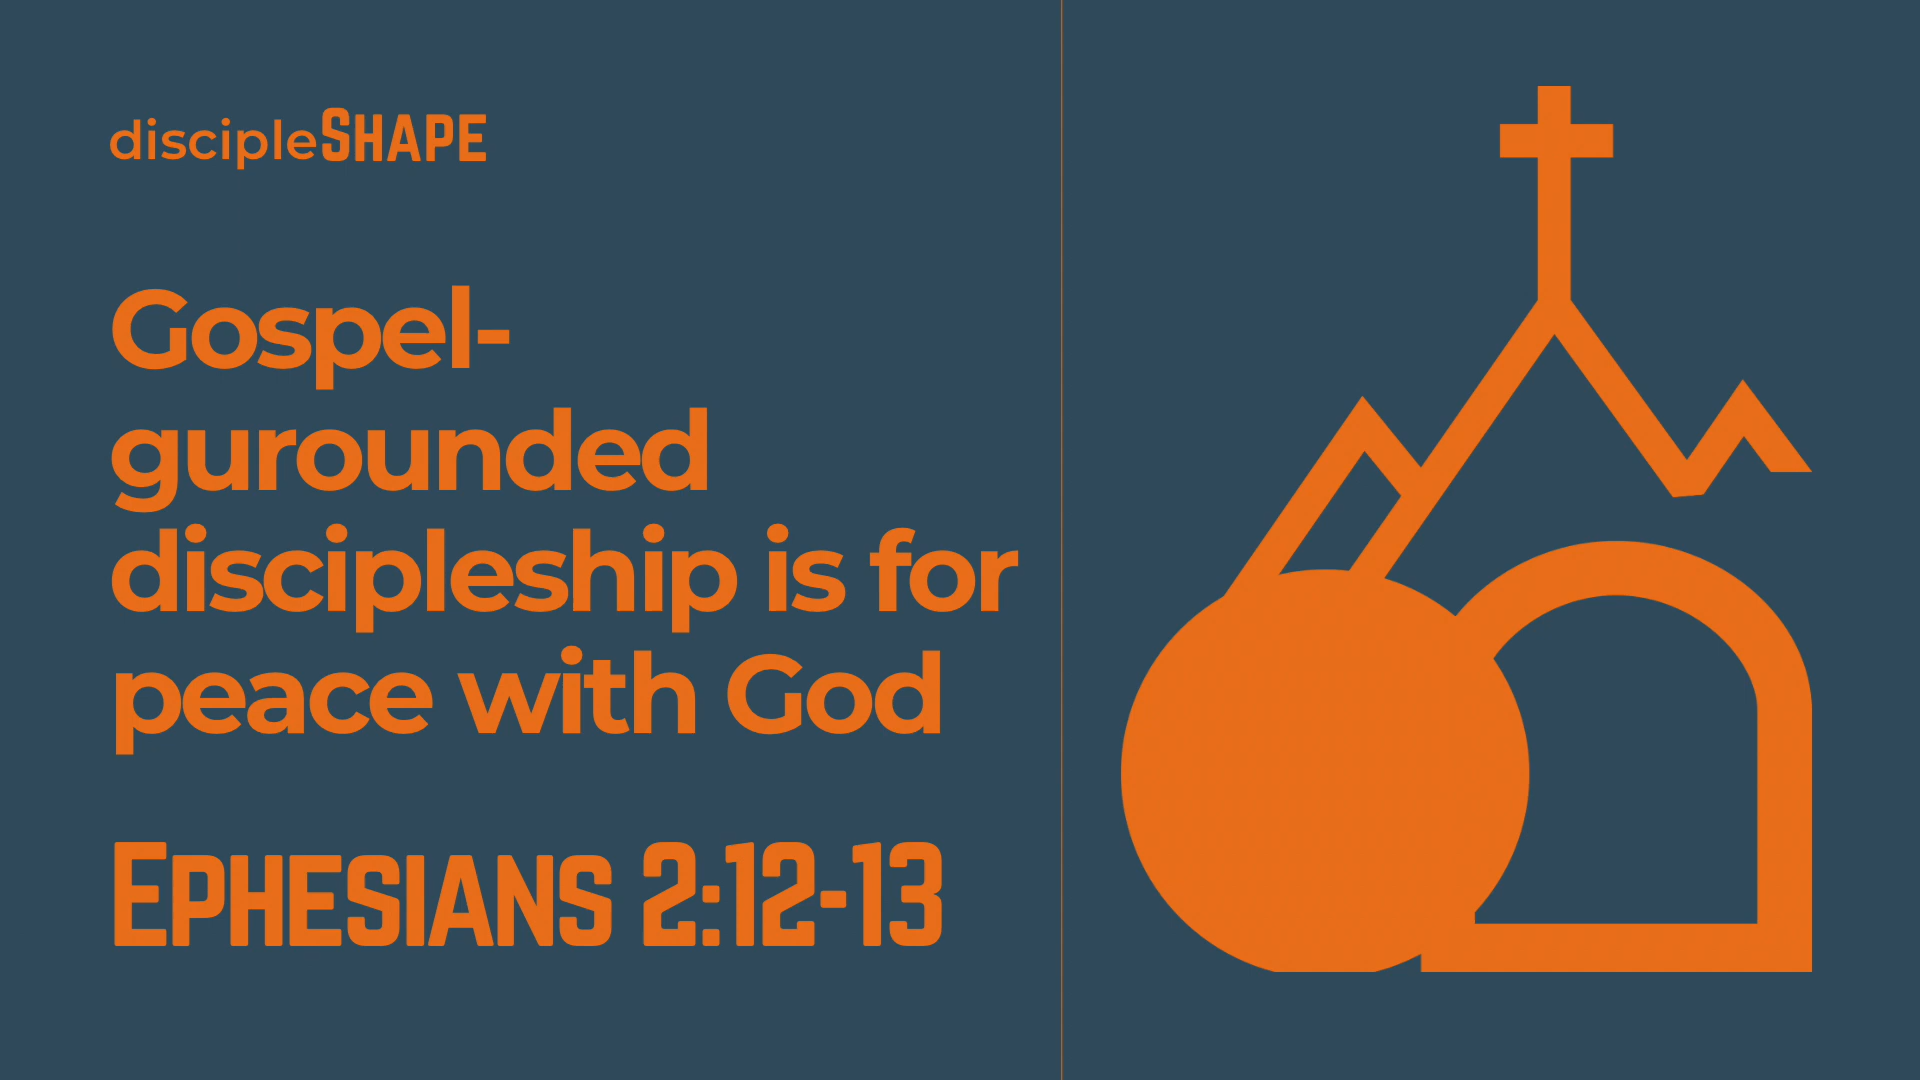 discipleSHAPE
Gospel-
gurounded
discipleship is for
peace with God
EPHESIANS 2:12-13